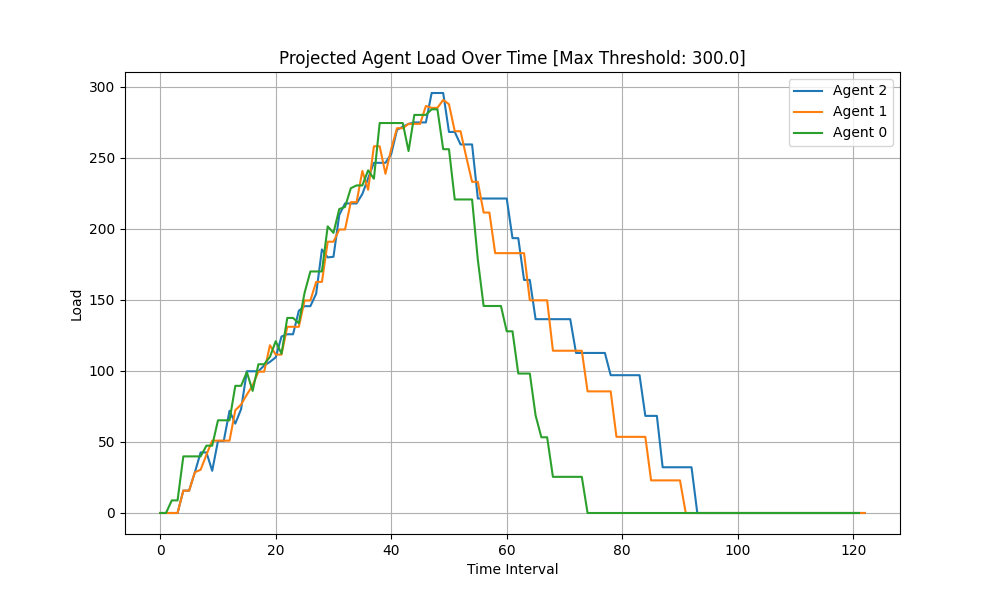 Projected Agent Load Over Time [Max Threshold: 300.0]
Agent 2
Agent 1
Agent 0
Load
300
250
200
150
100
50
0
0 20 40 60 80 100 120
Time Interval